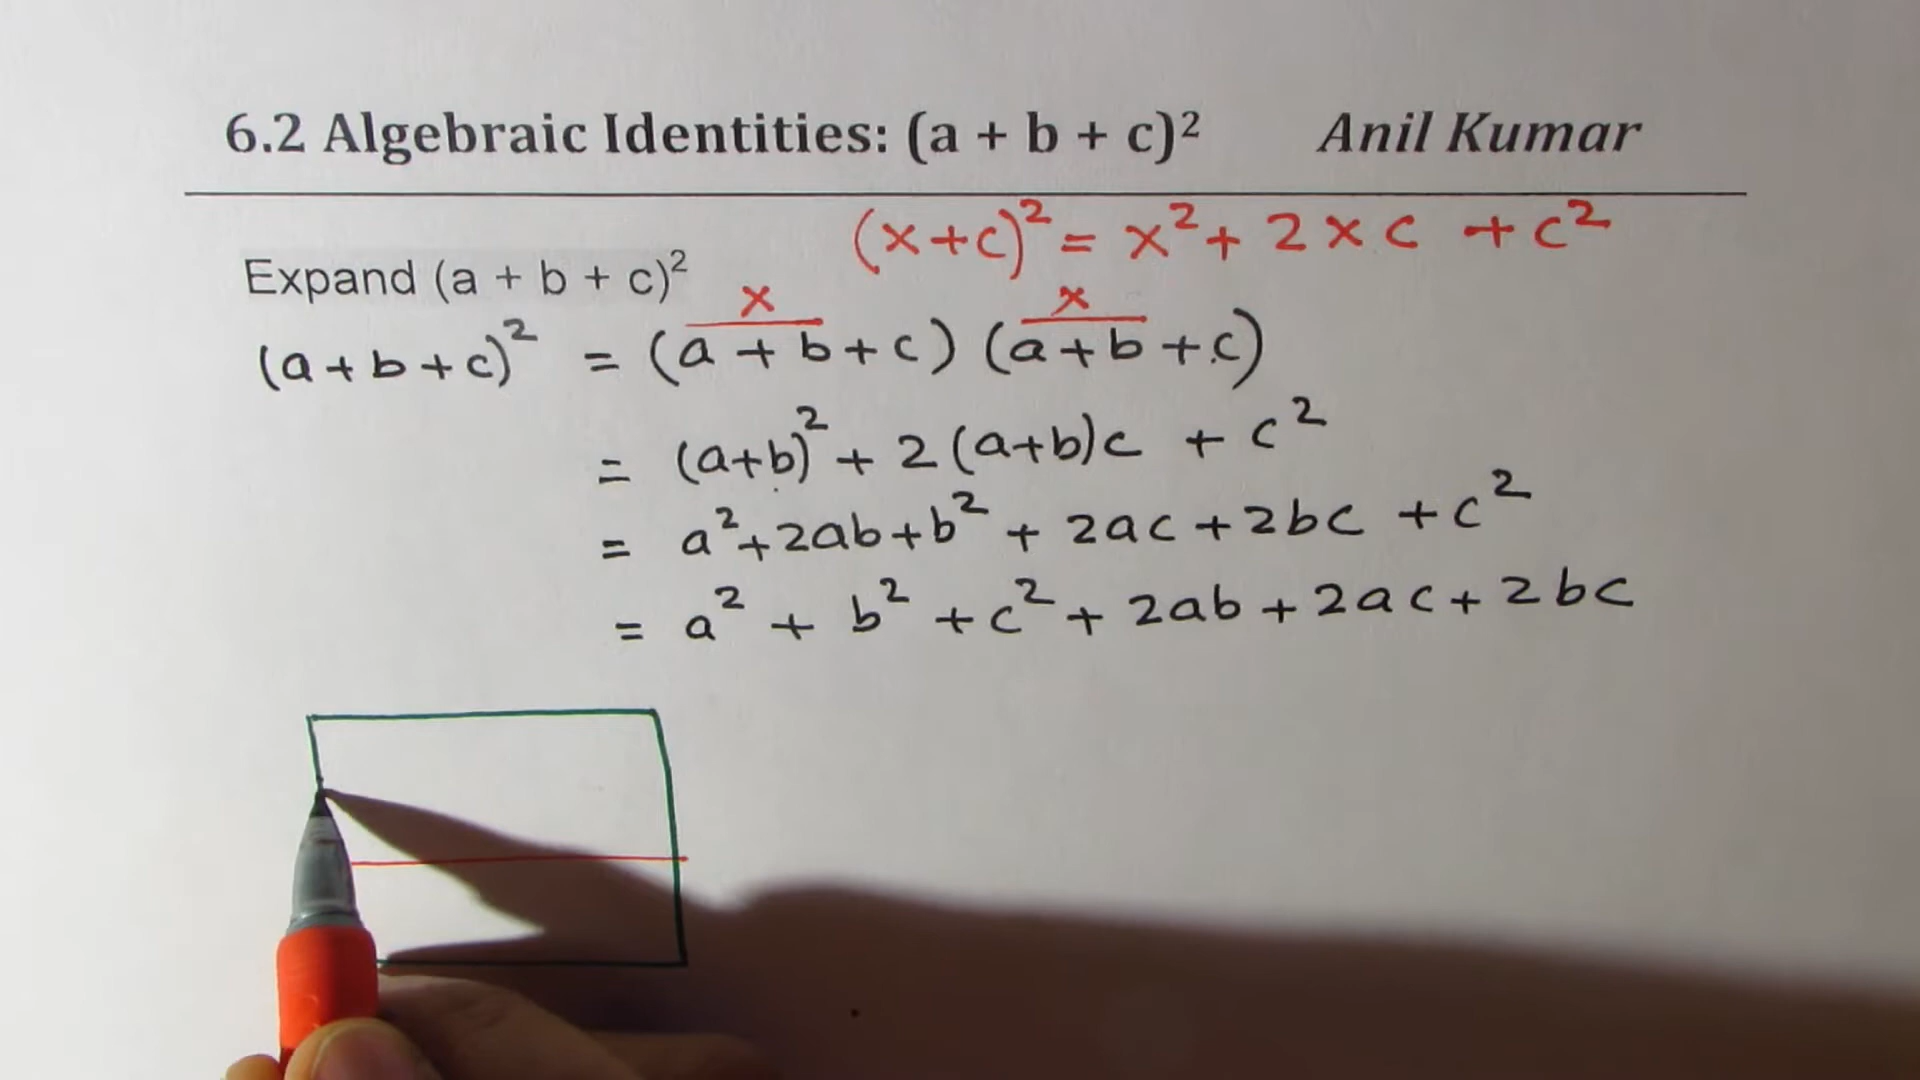 6.2 Algebraic Identities: (a + b + c)² Anil Kumar
(x+c)² = x² + 2xc + c²
Expand (a + b + c)²
x x
(a+b+c)² = (a+b+c) (a+b+c)
= (a+b)² + 2(a+b)c + c²
= a²+2ab+b² + 2ac+2bc +c²
= a² + b² +c² + 2ab + 2ac + 2bc